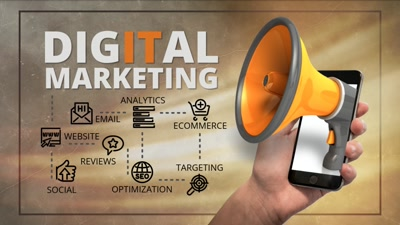 DIGITAL
MARKETING
ANALYTICS
HI
EMAIL
ECOMMERCE
WWW
WEBSITE
REVIEWS
TARGETING
SEO
SOCIAL
OPTIMIZATION